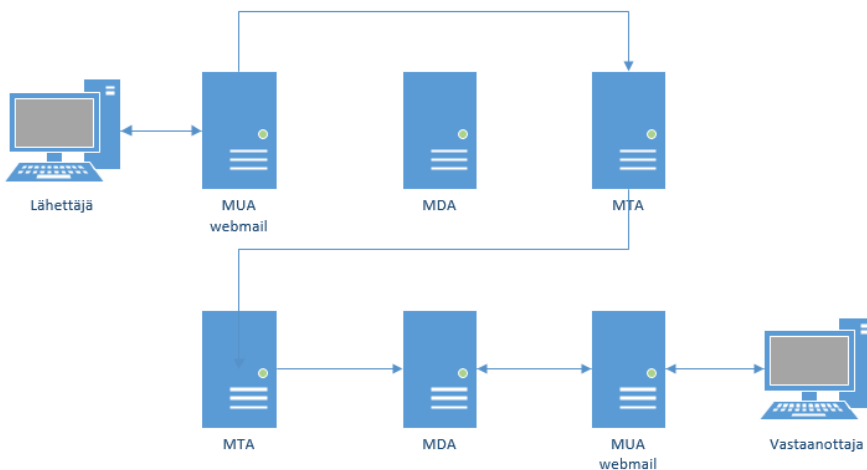 Lähettäjä
MUA
webmail
MDA
MTA
MTA
MDA
MUA
webmail
Vastaanottaja